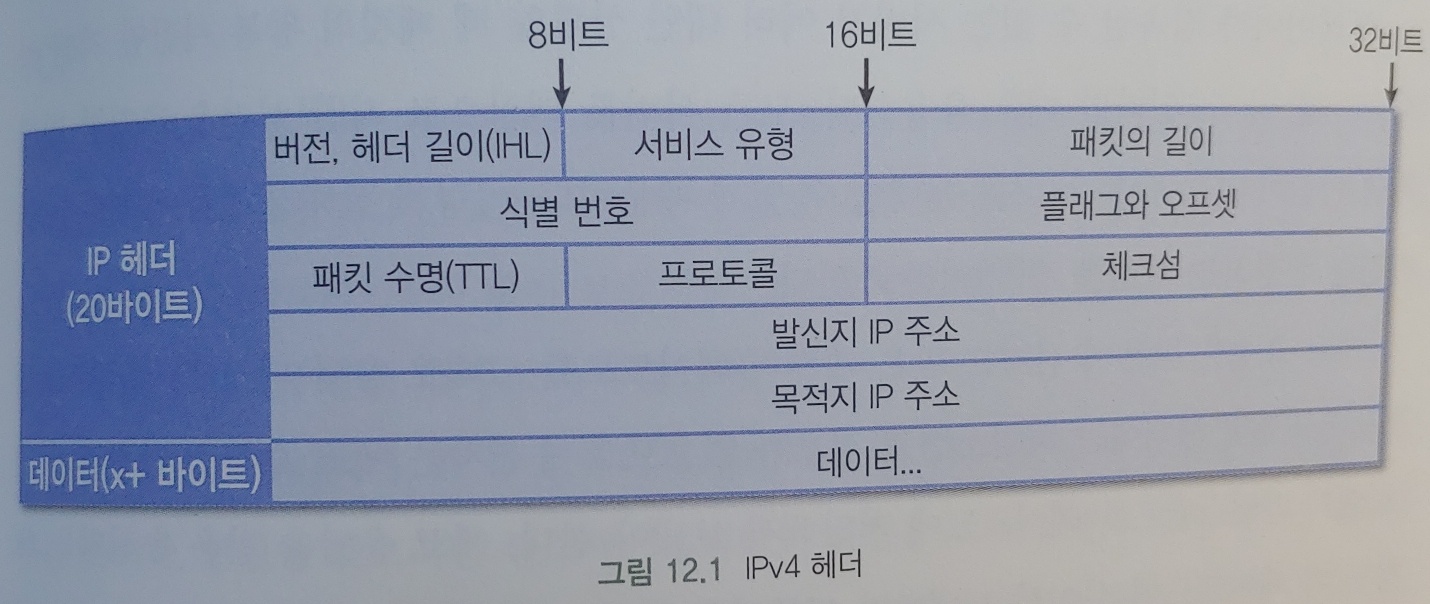 8비트 16비트 32비트
버전, 헤더 길이(IHL) 서비스 유형 패킷의 길이
식별 번호 플래그와 오프셋
IP 헤더
(20바이트)
패킷 수명(TTL) 프로토콜 체크섬
발신지 IP 주소
목적지 IP 주소
데이터(x+ 바이트) 데이터...
그림 12.1 IPv4 헤더